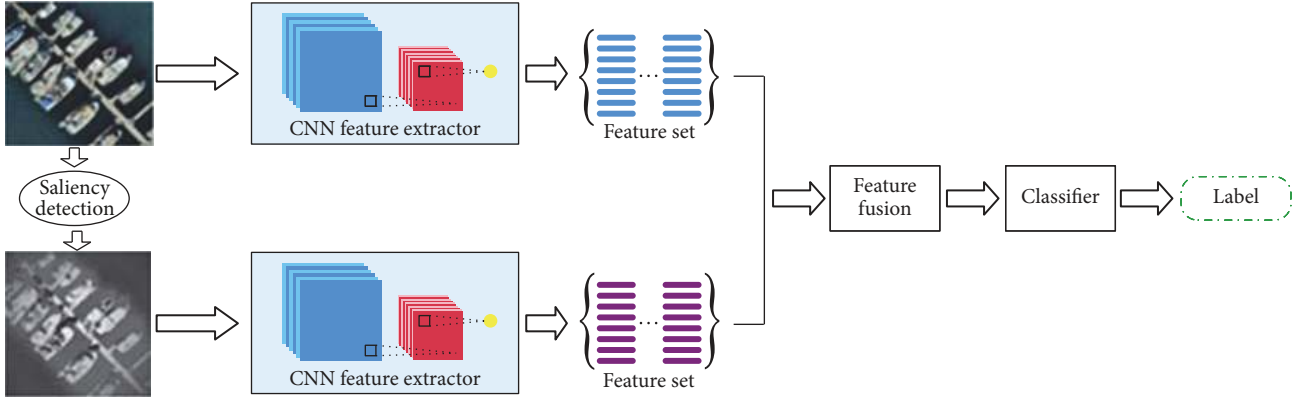 CNN feature extractor
Feature set
Saliency
detection
Feature
fusion
Classifier
Label
CNN feature extractor
Feature set